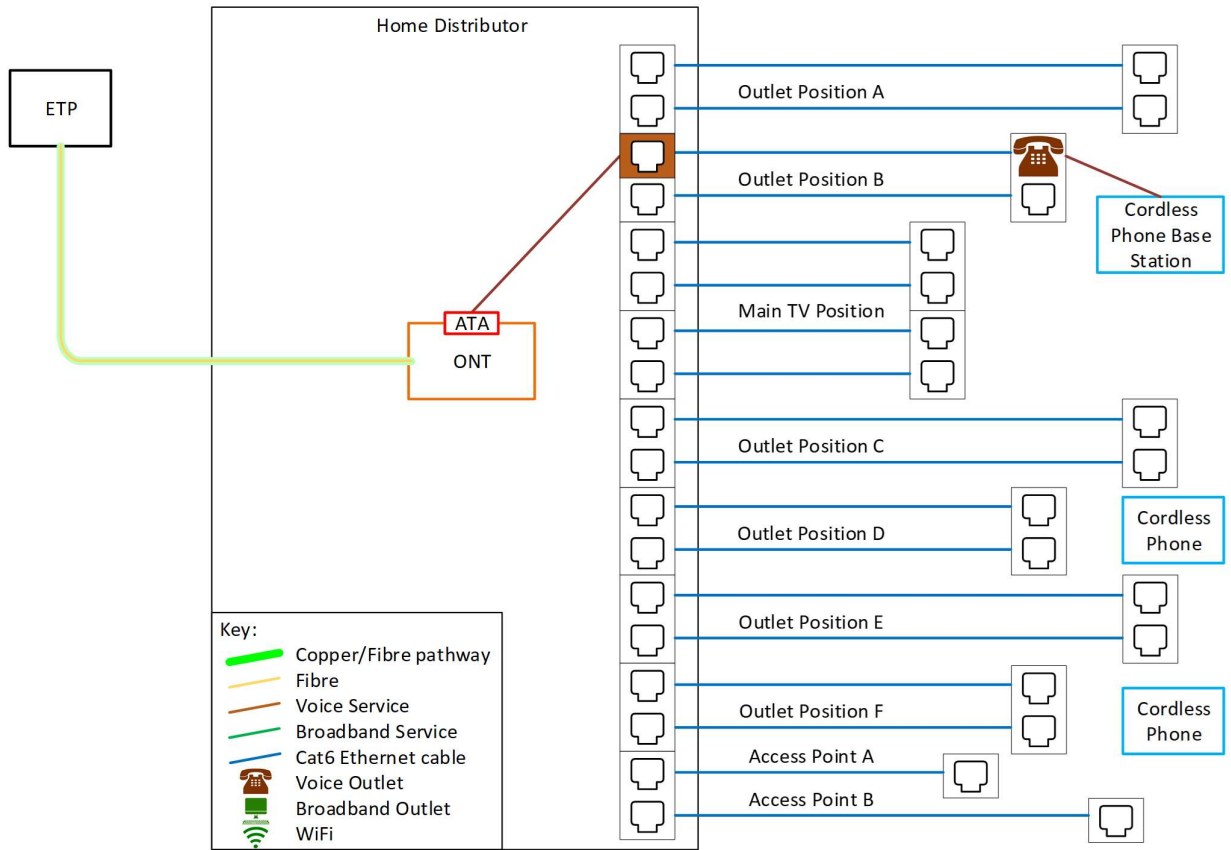 Home Distributor
ETP
Outlet Position A
Outlet Position B
Cordless
Phone Base
Station
Main TV Position
ATA
ONT
Outlet Position C
Outlet Position D
Cordless
Phone
Outlet Position E
Outlet Position F
Cordless
Phone
Access Point A
Access Point B
Key:
Copper/Fibre pathway
Fibre
Voice Service
Broadband Service
Cat6 Ethernet cable
Voice Outlet
Broadband Outlet
WiFi